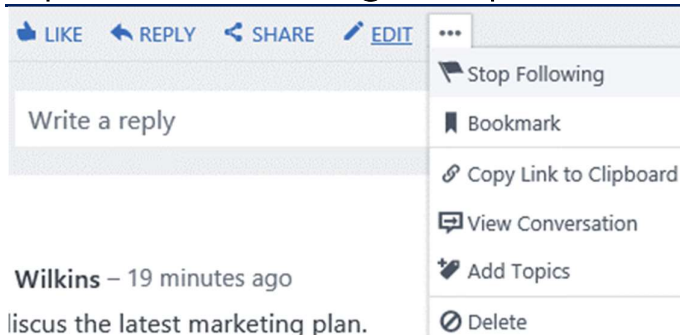 LIKE REPLY SHARE EDIT •••
Stop Following
Write a reply
Bookmark
Copy Link to Clipboard
View Conversation
Add Topics
Wilkins – 19 minutes ago
the latest marketing plan.
Delete